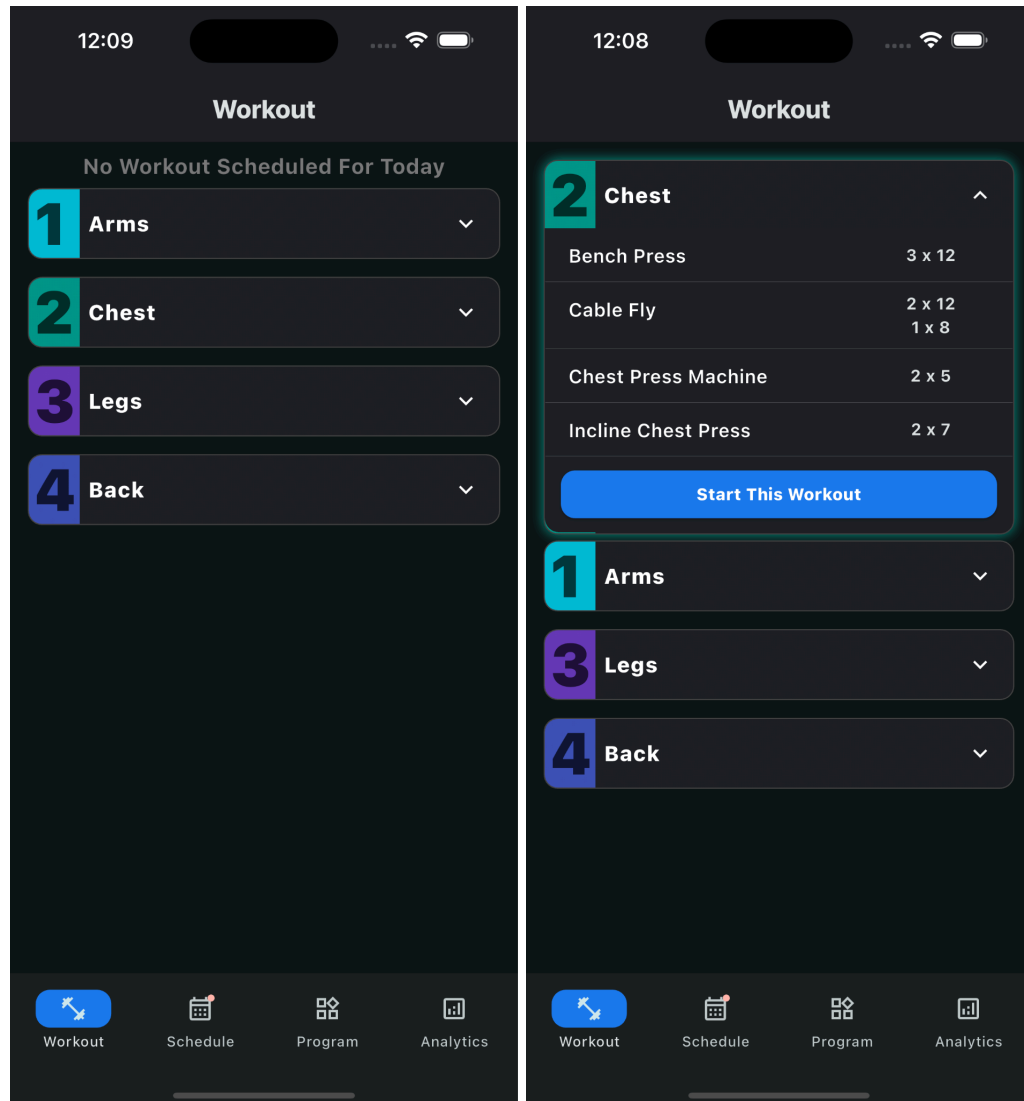 12:09
Workout
No Workout Scheduled For Today
1 Arms
2 Chest
3 Legs
4 Back
Workout Schedule Program Analytics
12:08
Workout
2 Chest
Bench Press 3 x 12
Cable Fly 2 x 12
1 x 8
Chest Press Machine 2 x 5
Incline Chest Press 2 x 7
Start This Workout
1 Arms
3 Legs
4 Back
Workout Schedule Program Analytics